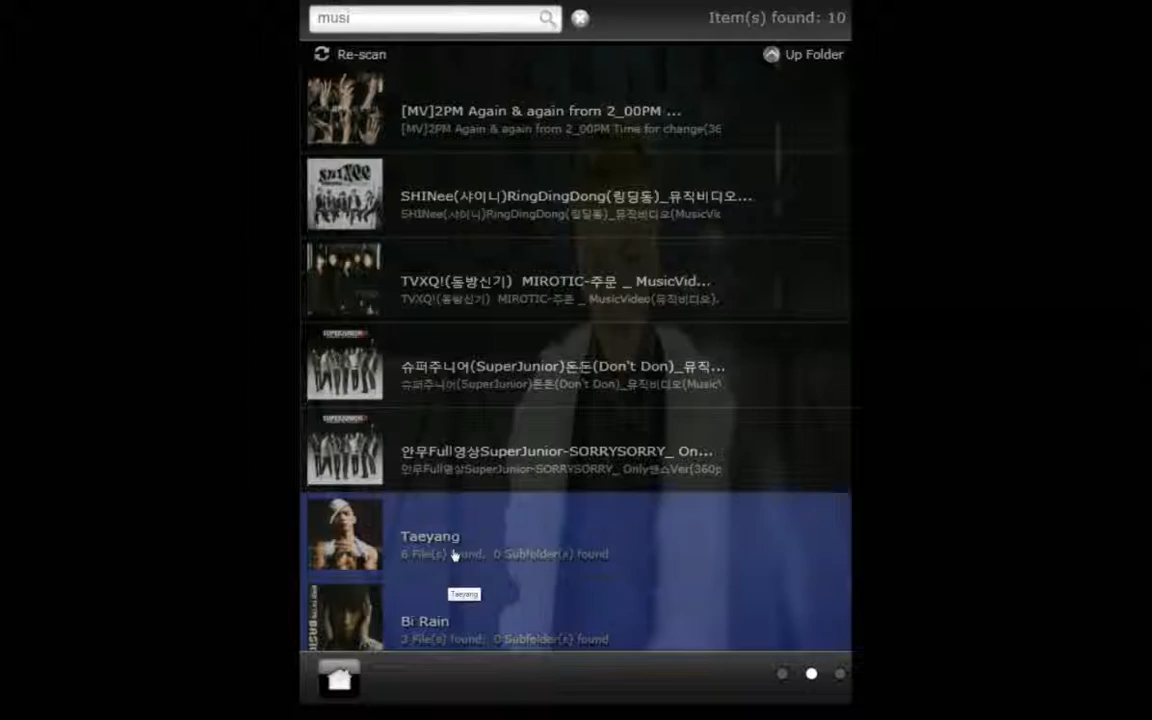 musi
Item(s) found: 10
Re-scan
Up Folder
[MV]2PM Again & again from 2_00PM ...
[MV]2PM Again & again from 2_00PM Time for change(36
SHINee
SHINee(샤이니)RingDingDong(링딩동)_뮤직비디오...
SHINee(샤이니)RingDingDong(링딩동)_뮤직비디오(MusicVic
TVXQ!(동방신기)  MIROTIC-주문 _ MusicVid...
TVXQ!(동방신기)  MIROTIC-주문 _ MusicVideo(뮤직비디오).
SUPERJUNIOR
슈퍼주니어(SuperJunior)돈돈(Don't Don)_뮤직...
슈퍼주니어(SuperJunior)돈돈(Don't Don)_뮤직비디오(Music\
SUPERJUNIOR
안무Full영상SuperJunior-SORRYSORRY_ On...
안무Full영상SuperJunior-SORRYSORRY_ Only댄스Ver(360p
Taeyang
6 File(s) found.  0 Subfolder(s) found
Taeyang
Bi Rain
3 File(s) found.  0 Subfolder(s) found